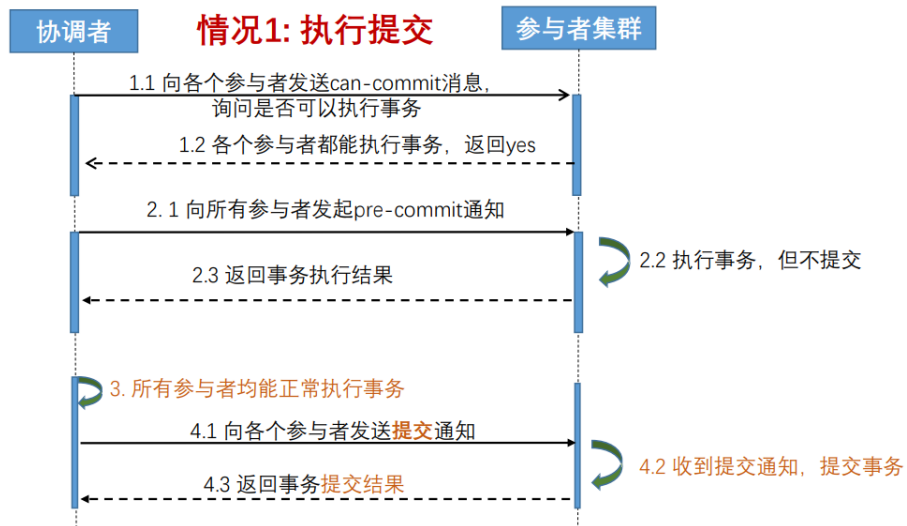 协调者
情况1: 执行提交
参与者集群
1.1 向各个参与者发送can-commit消息，
询问是否可以执行事务
1.2 各个参与者都能执行事务，返回yes
2. 1 向所有参与者发起pre-commit通知
2.2 执行事务，但不提交
2.3 返回事务执行结果
3. 所有参与者均能正常执行事务
4.1 向各个参与者发送提交通知
4.2 收到提交通知，提交事务
4.3 返回事务提交结果